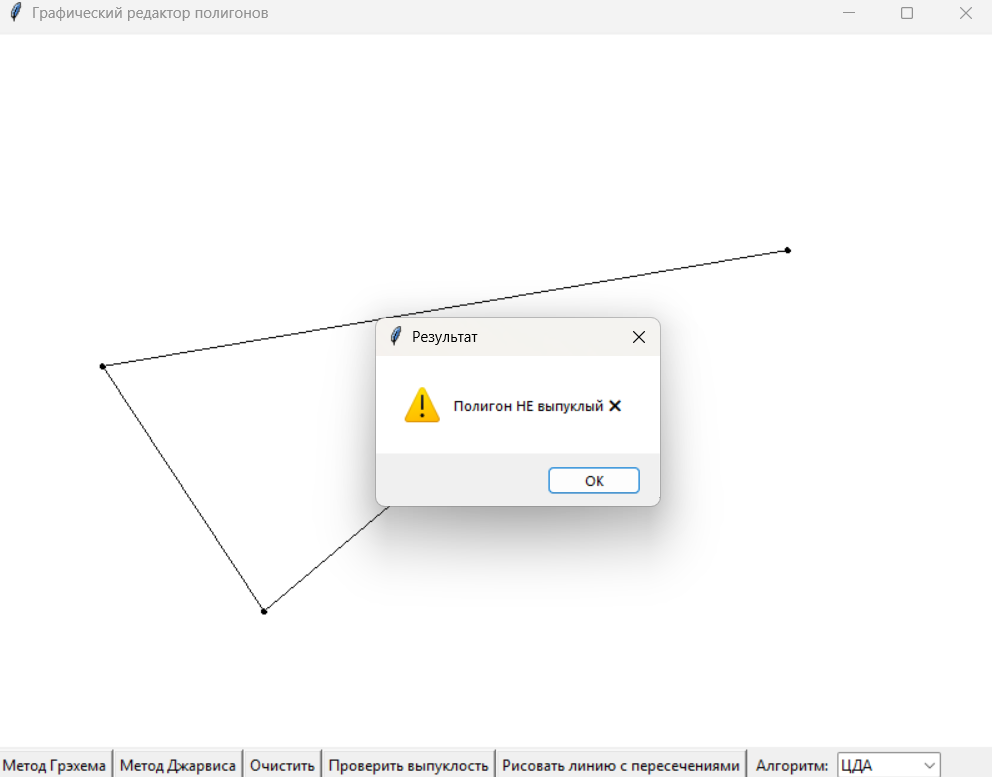 Графический редактор полигонов
Результат
Полигон НЕ выпуклый ❌
OK
Метод Грэхема Метод Джарвиса Очистить Проверить выпуклость Рисовать линию с пересечениями Алгоритм: ЦДА